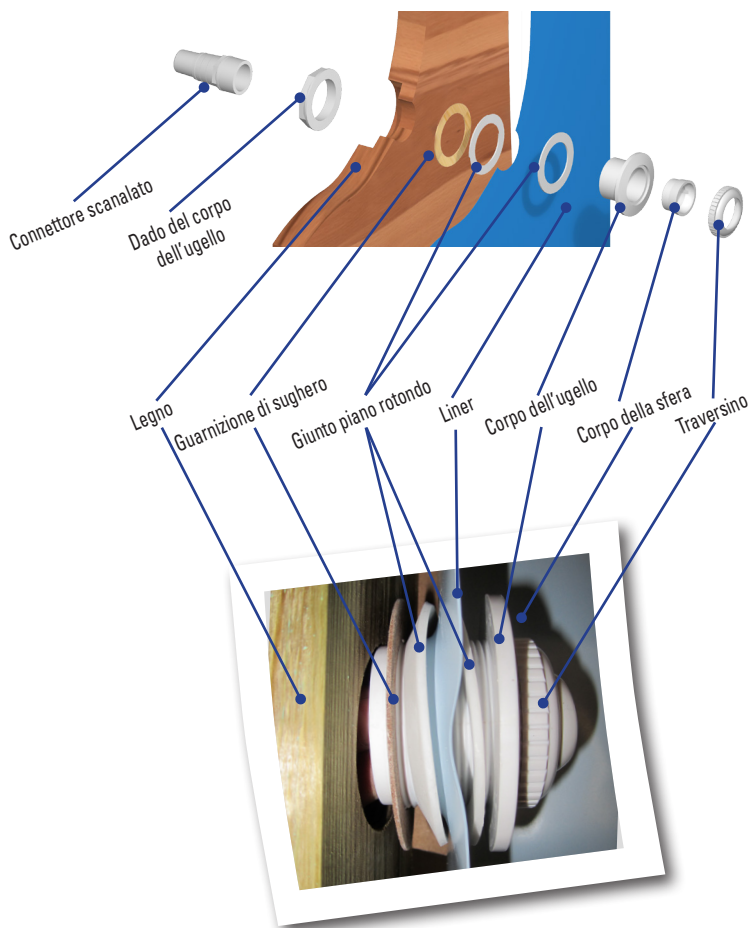 Connettore scanalato
Dado del corpo
dell'ugello
Legno
Guarnizione di sughero
Giunto piano rotondo
Liner
Corpo dell'ugello
Corpo della sfera
Traversino